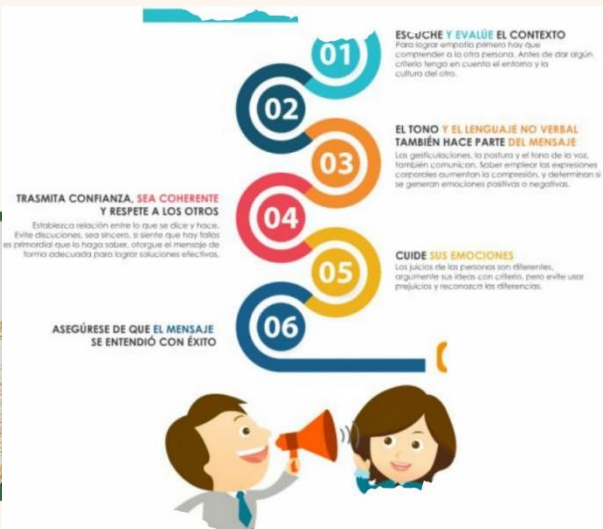 01
ESCUCHE Y EVALÚE EL CONTEXTO
Para lograr empatía primero hay que
comprender a la otra persona. Antes de dar algún
criterio tenga en cuenta el entorno y la
cultura del otro.
02
03
EL TONO Y EL LENGUAJE NO VERBAL
TAMBIÉN HACE PARTE DEL MENSAJE
Las gesticulaciones, la postura y el tono de la voz,
también comunican. Saber emplear las expresiones
corporales aumentan la compresión, y determinan si
se generan emociones positivas o negativas.
04
TRASMITA CONFIANZA, SEA COHERENTE
Y RESPETE A LOS OTROS
Establezca relación entre lo que se dice y hace.
Evite discuciones, sea sincero, si siente que hay fallas
es primordial que lo haga saber, otorgue el mensaje de
forma adecuada para lograr soluciones efectivas.
05
CUIDE SUS EMOCIONES
Los juicios de las personas son diferentes,
argumente sus ideas con criterio, pero evite usar
prejuicios y reconozca las diferencias.
06
ASEGÚRESE DE QUE EL MENSAJE
SE ENTENDIÓ CON ÉXITO